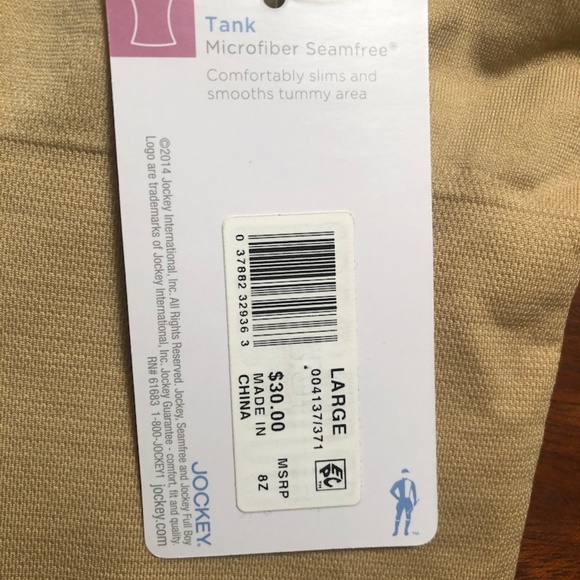 Tank
Microfiber Seamfree®
Comfortably slims and
smooths tummy area
©2014 Jockey International, Inc. All Rights Reserved. Jockey, Seamfree and Jockey Full Boy
Logo are trademarks of Jockey International, Inc. Jockey Guarantee - comfort, fit and quality.
RN# 61683 1-800-JOCKEY1 jockey.com
0 37882 32936 3
LARGE
004137/371
$30.00 MSRP
MADE IN 8Z
CHINA
JOCKEY®
TM